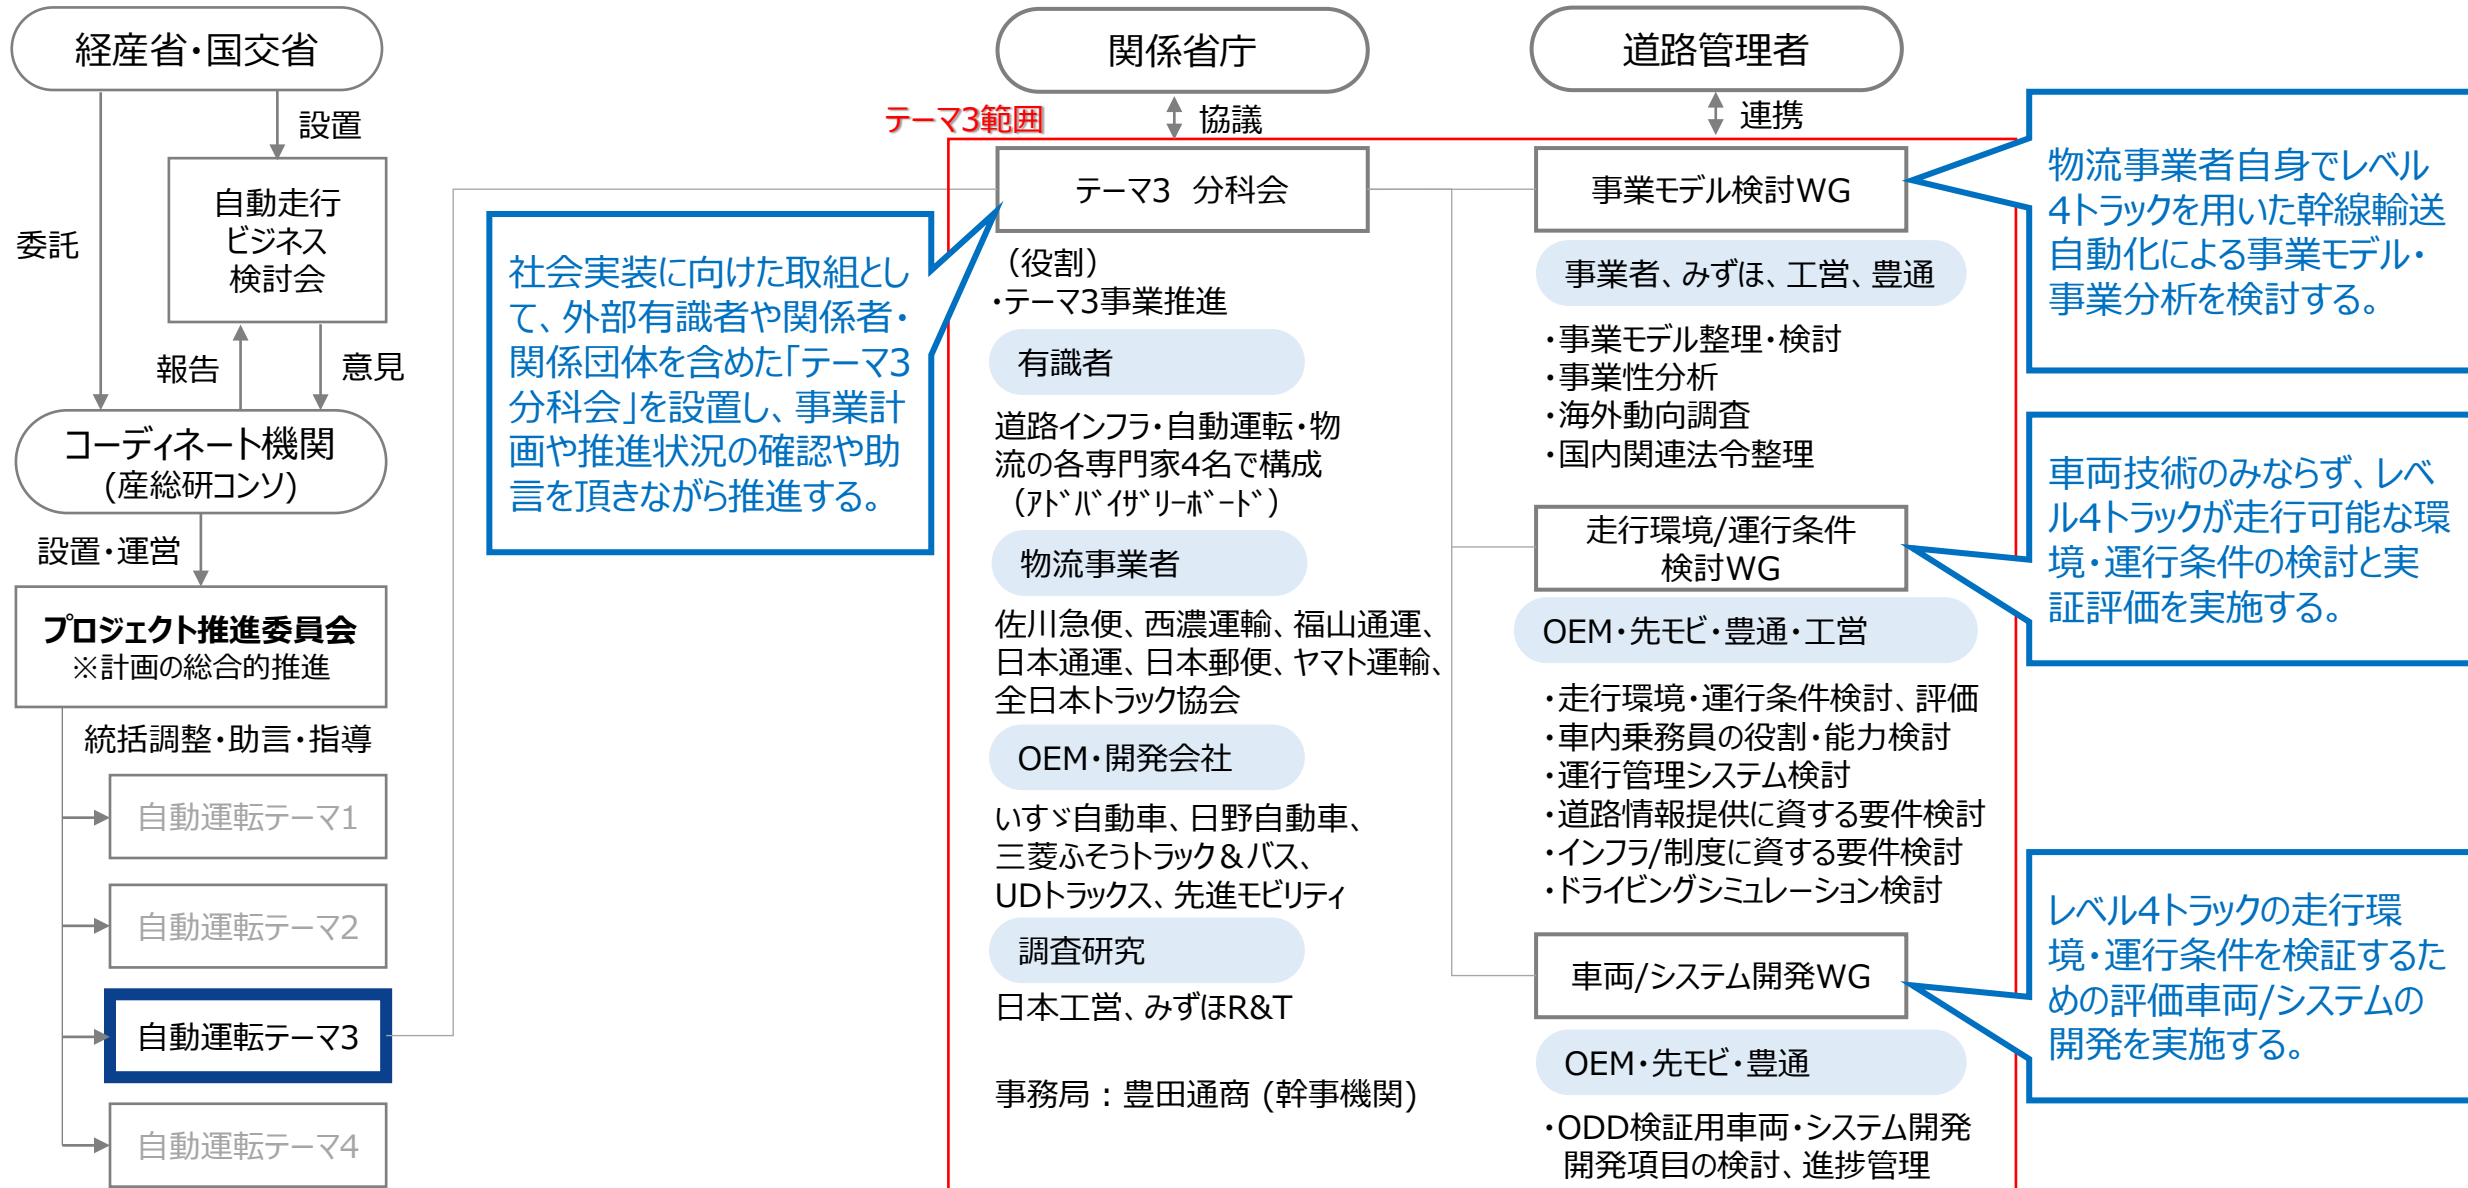 経産省・国交省
設置
委託
自動走行
ビジネス
検討会
報告
意見
コーディネート機関
(産総研コンソ)
設置・運営
プロジェクト推進委員会
※計画の総合的推進
統括調整・助言・指導
自動運転テーマ1
自動運転テーマ2
自動運転テーマ3
自動運転テーマ4
社会実装に向けた取組とし
て、外部有識者や関係者・
関係団体を含めた「テーマ3
分科会」を設置し、事業計
画や推進状況の確認や助
言を頂きながら推進する。
関係省庁
協議
テーマ3範囲
テーマ3 分科会
（役割）
・テーマ3事業推進
有識者
道路インフラ・自動運転・物
流の各専門家4名で構成
（ｱﾄﾞﾊﾞｲｻﾞﾘｰﾎﾞｰﾄﾞ）
物流事業者
佐川急便、西濃運輸、福山通運、
日本通運、日本郵便、ヤマト運輸、
全日本トラック協会
OEM・開発会社
いすゞ自動車、日野自動車、
三菱ふそうトラック＆バス、
UDトラックス、先進モビリティ
調査研究
日本工営、みずほR&T
事務局：豊田通商 (幹事機関)
道路管理者
連携
事業モデル検討WG
事業者、みずほ、工営、豊通
・事業モデル整理・検討
・事業性分析
・海外動向調査
・国内関連法令整理
走行環境/運行条件
検討WG
OEM・先モビ・豊通・工営
・走行環境・運行条件検討、評価
・車内乗務員の役割・能力検討
・運行管理システム検討
・道路情報提供に資する要件検討
・インフラ/制度に資する要件検討
・ドライビングシミュレーション検討
車両/システム開発WG
OEM・先モビ・豊通
・ODD検証用車両・システム開発
開発項目の検討、進捗管理
物流事業者自身でレベル
4トラックを用いた幹線輸送
自動化による事業モデル・
事業分析を検討する。
車両技術のみならず、レベ
ル4トラックが走行可能な環
境・運行条件の検討と実
証評価を実施する。
レベル4トラックの走行環
境・運行条件を検証するた
めの評価車両/システムの
開発を実施する。